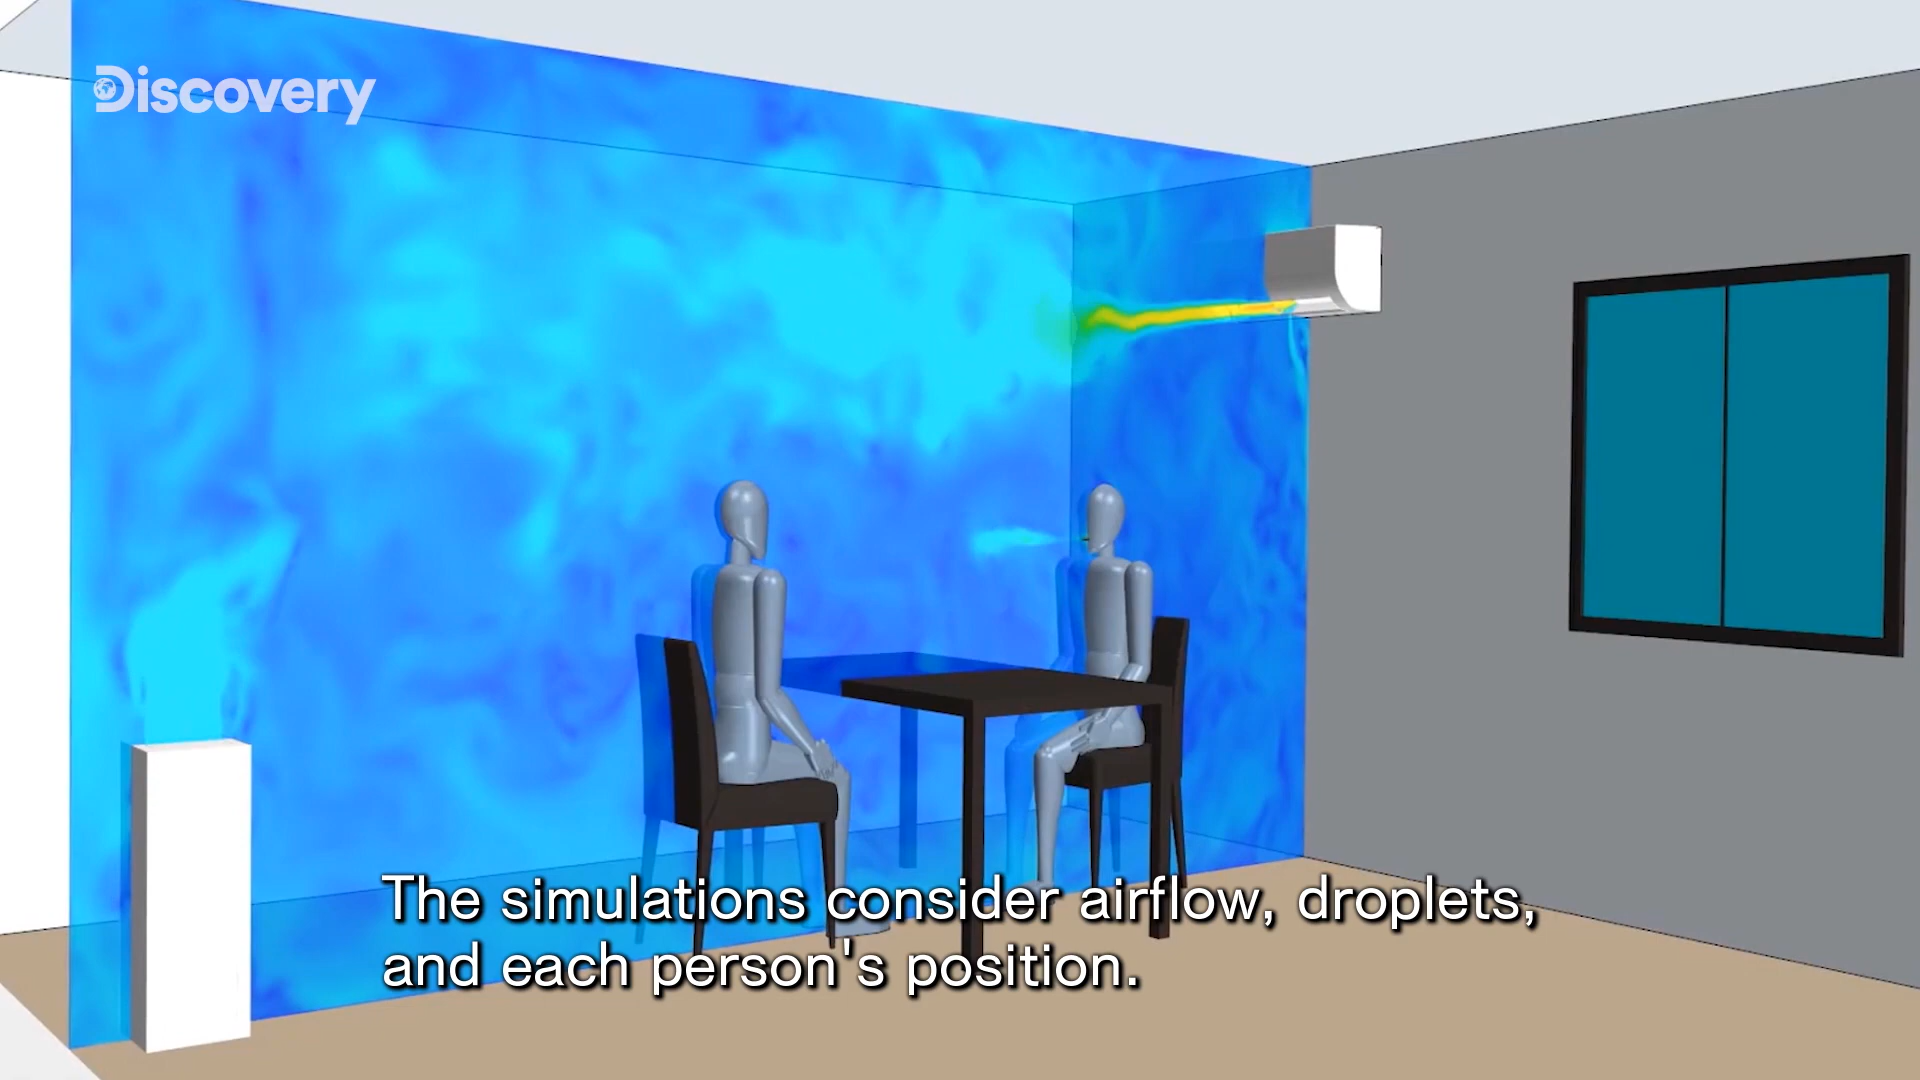 Discovery
The simulations consider airflow, droplets,
and each person's position.